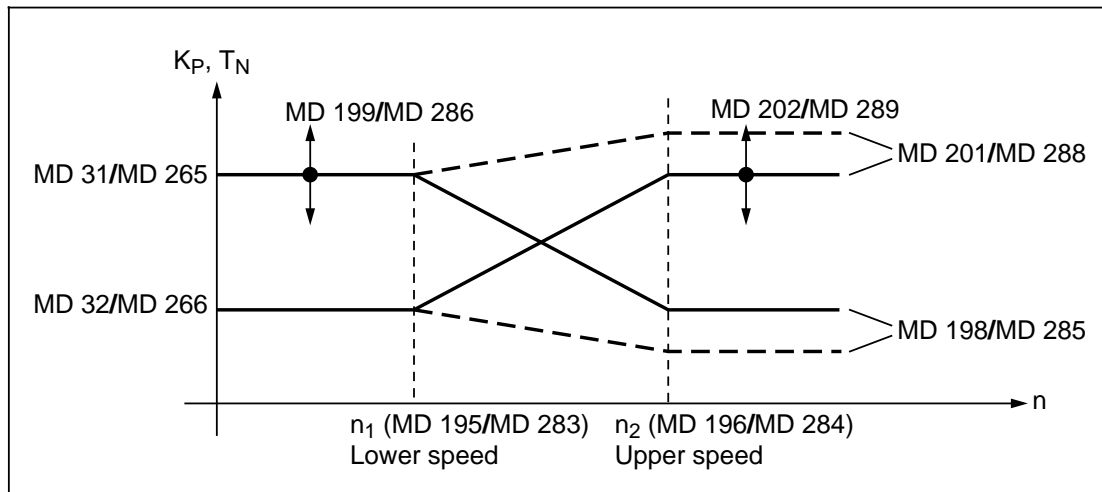 K_P, T_N
MD 199/MD 286
MD 202/MD 289
MD 201/MD 288
MD 31/MD 265
MD 32/MD 266
MD 198/MD 285
n
n₁ (MD 195/MD 283)
Lower speed
n₂ (MD 196/MD 284)
Upper speed